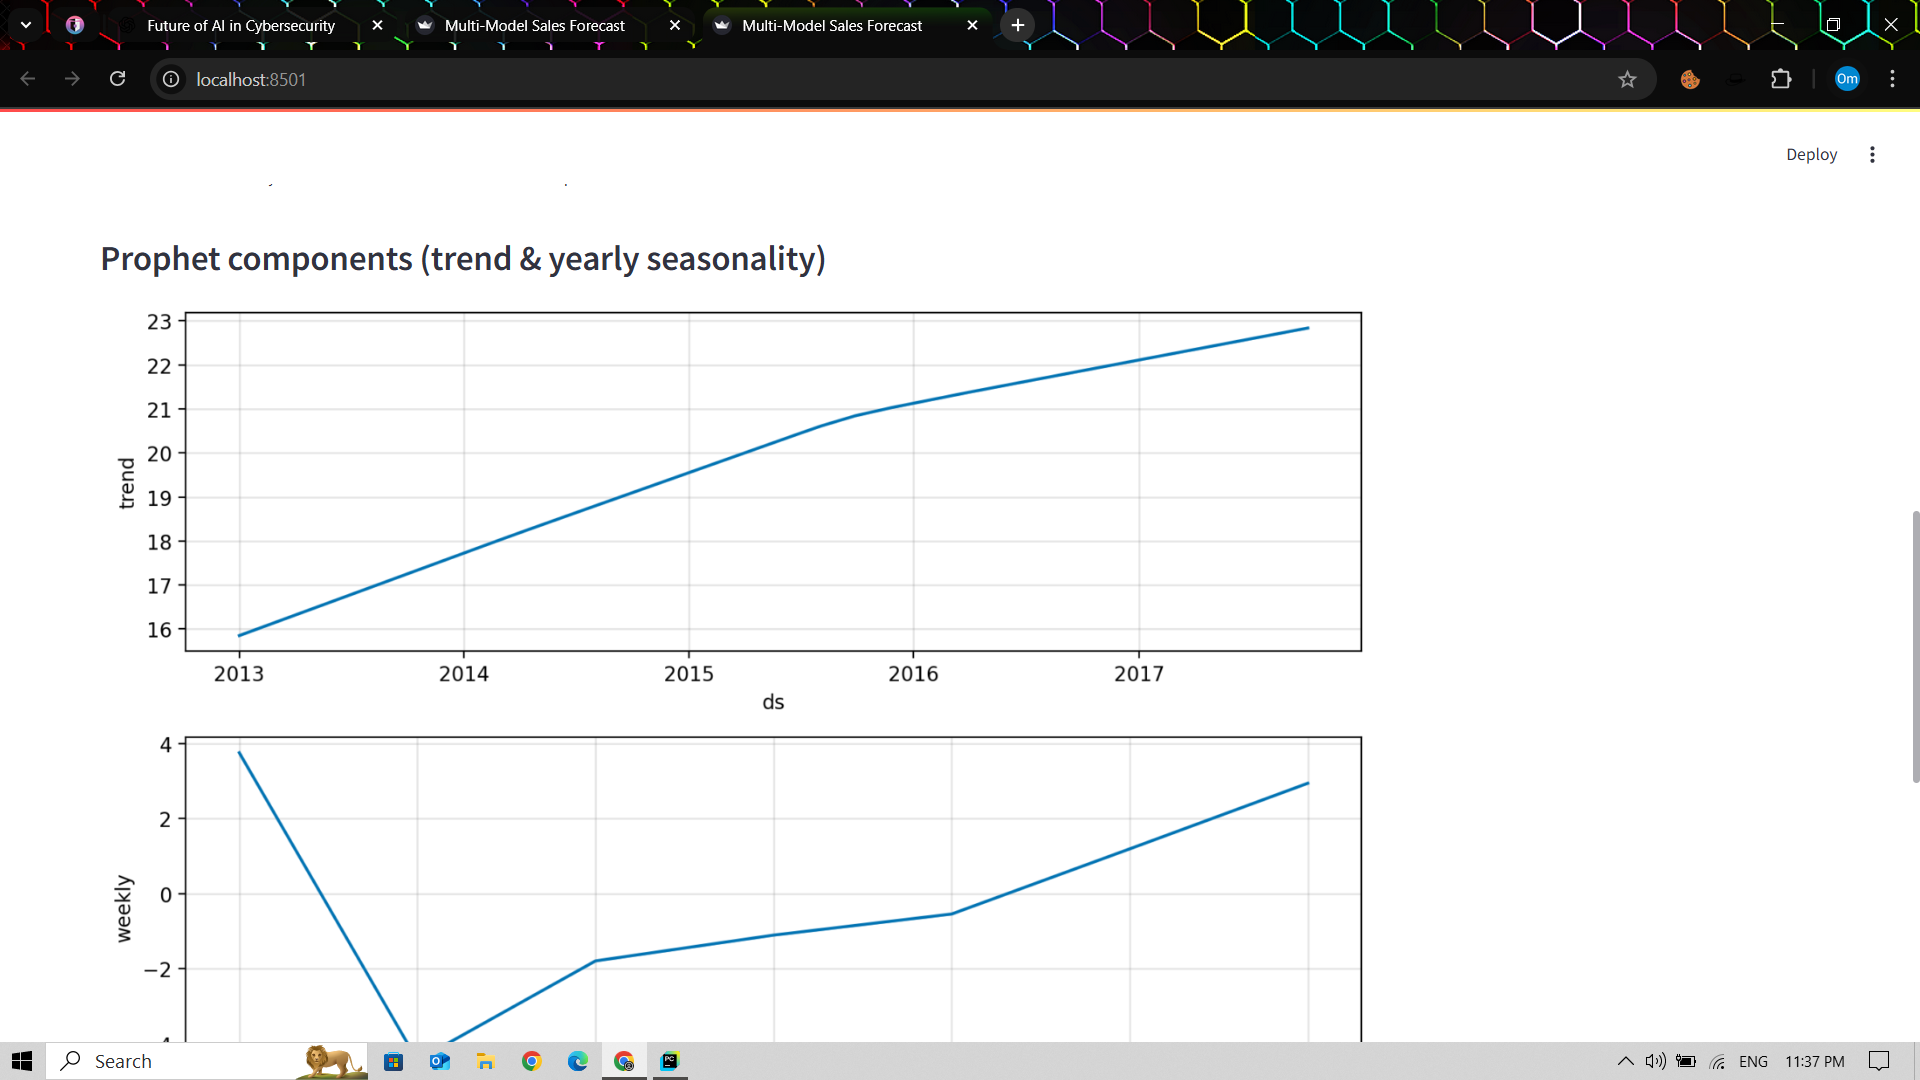 Future of AI in Cybersecurity
Multi-Model Sales Forecast
Multi-Model Sales Forecast
localhost:8501
Om
Deploy
Prophet components (trend & yearly seasonality)
23
22
21
20
19
18
17
16
trend
2013 2014 2015 2016 2017
ds
4
2
0
−2
weekly
Search
PC
ENG
11:37 PM